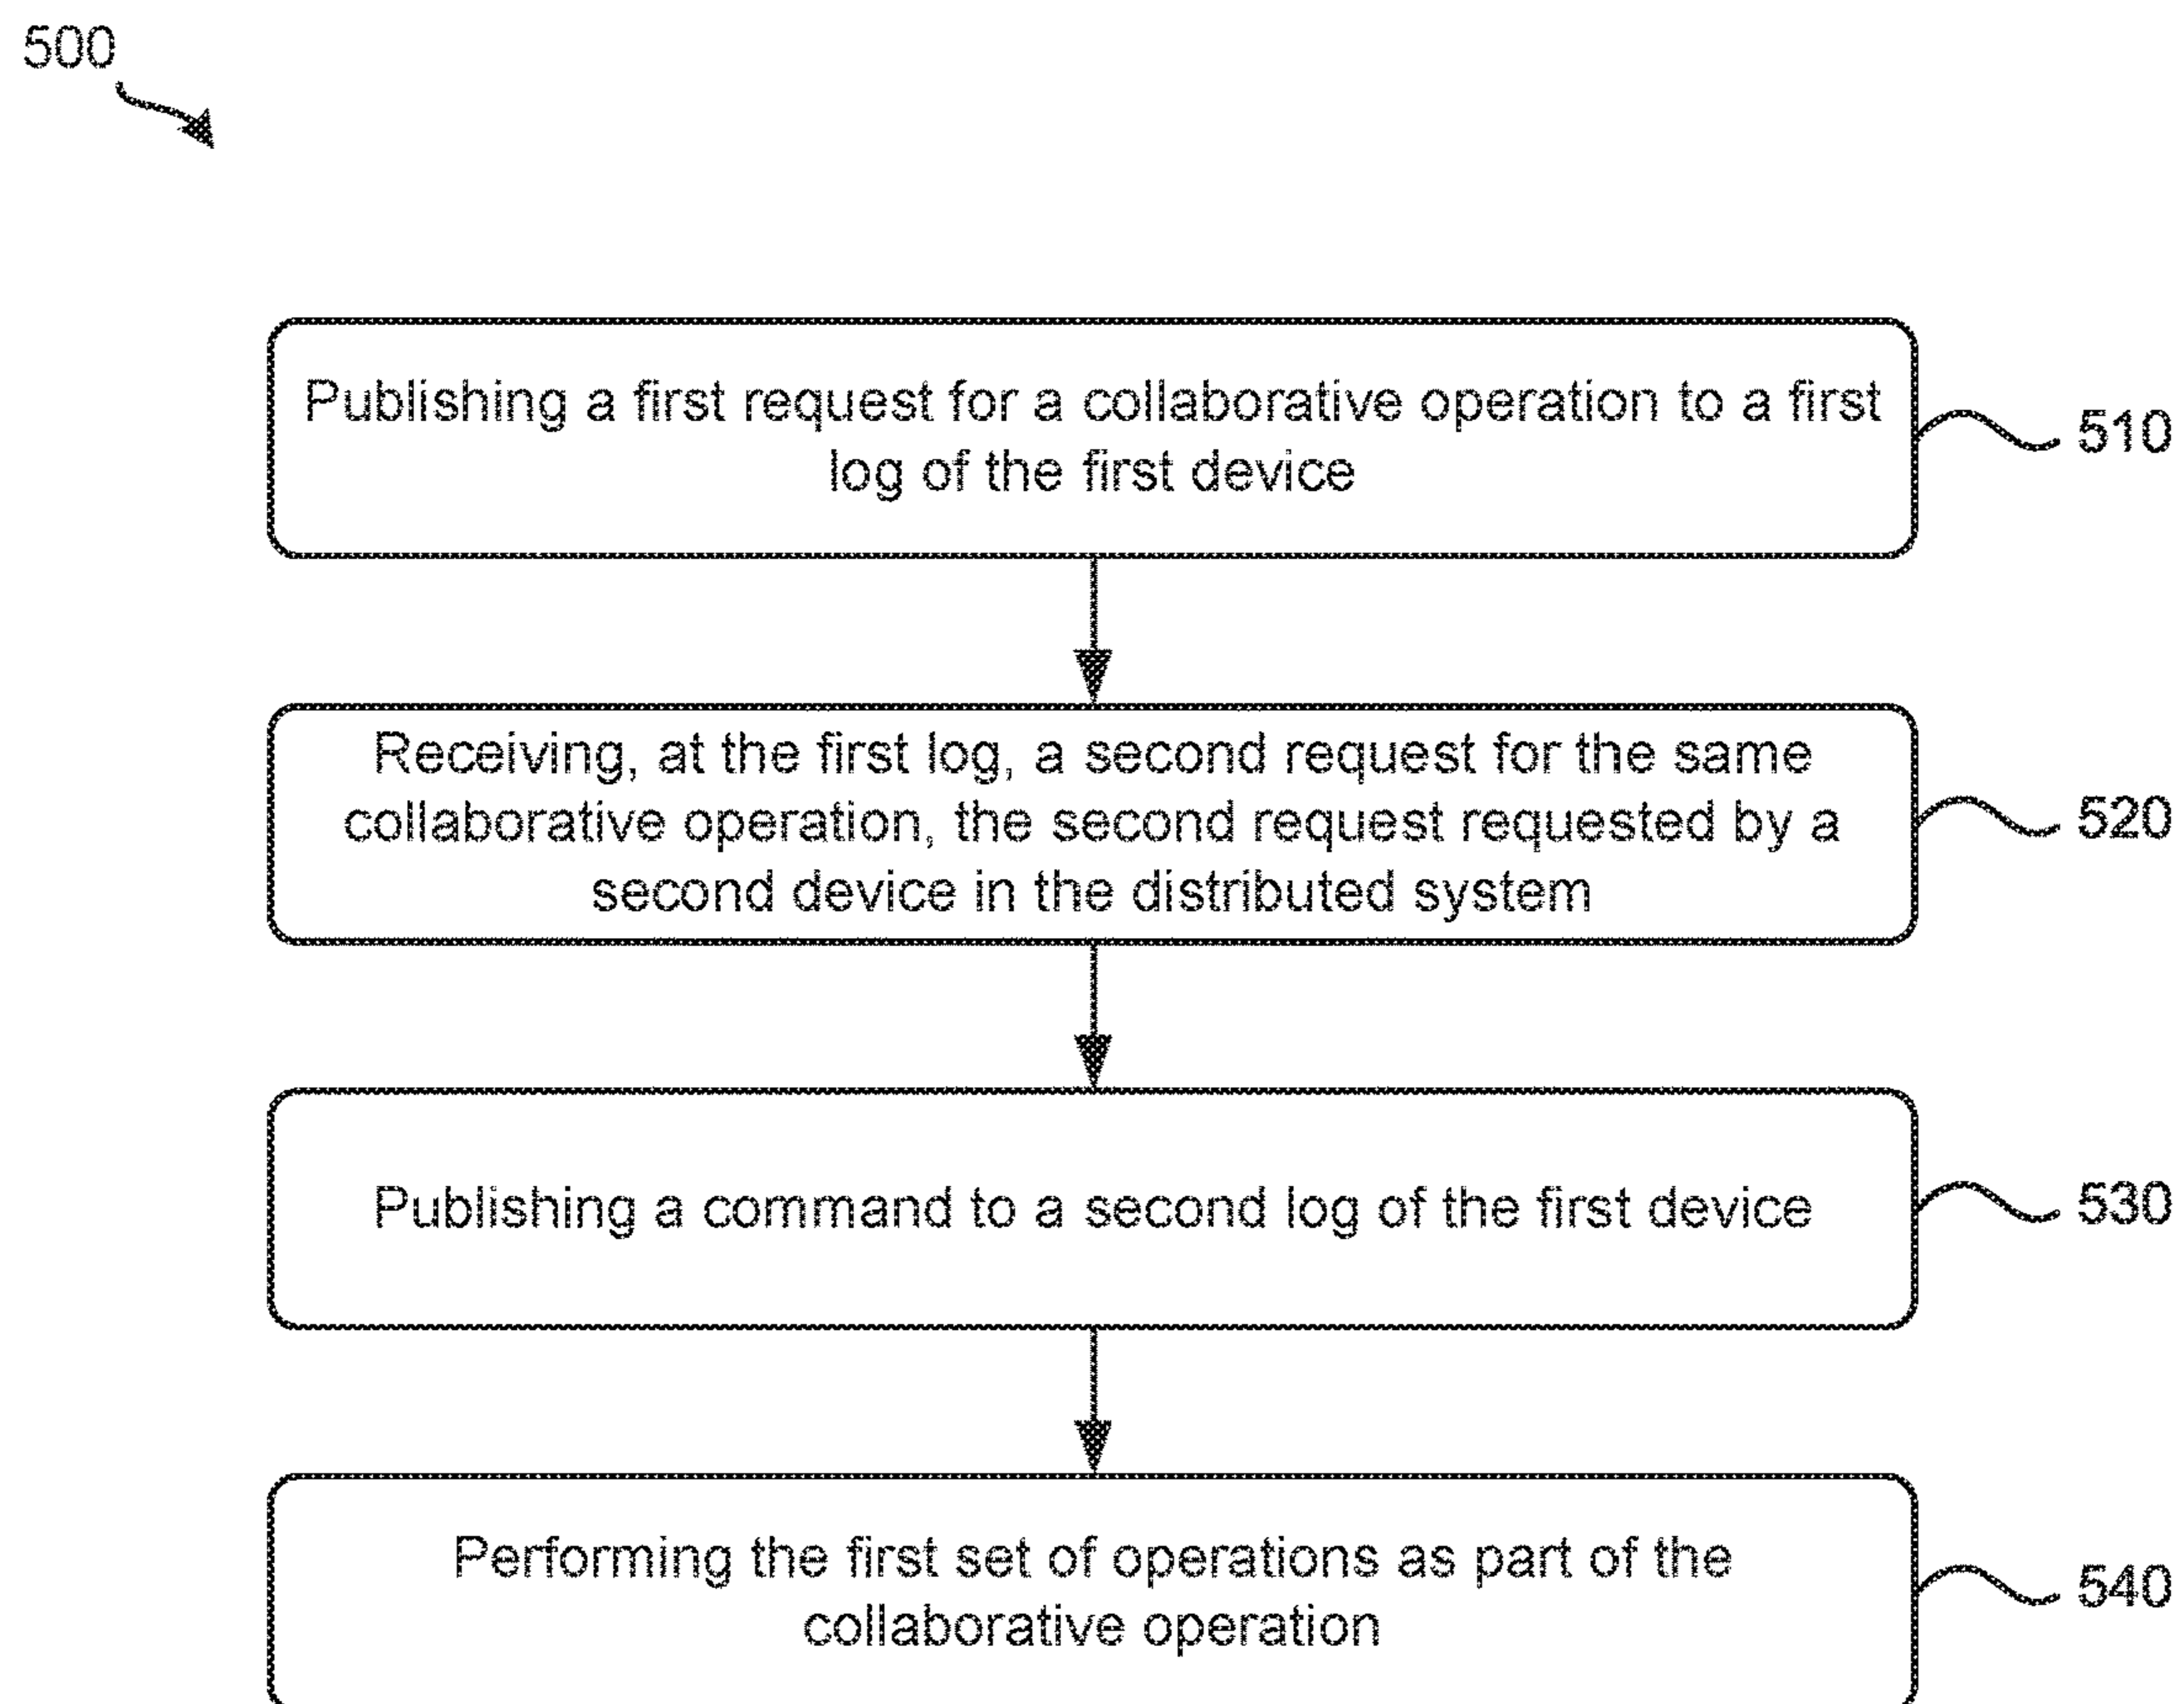 500
Publishing a first request for a collaborative operation to a first
log of the first device
510
Receiving, at the first log, a second request for the same
collaborative operation, the second request requested by a
second device in the distributed system
520
Publishing a command to a second log of the first device
530
Performing the first set of operations as part of the
collaborative operation
540